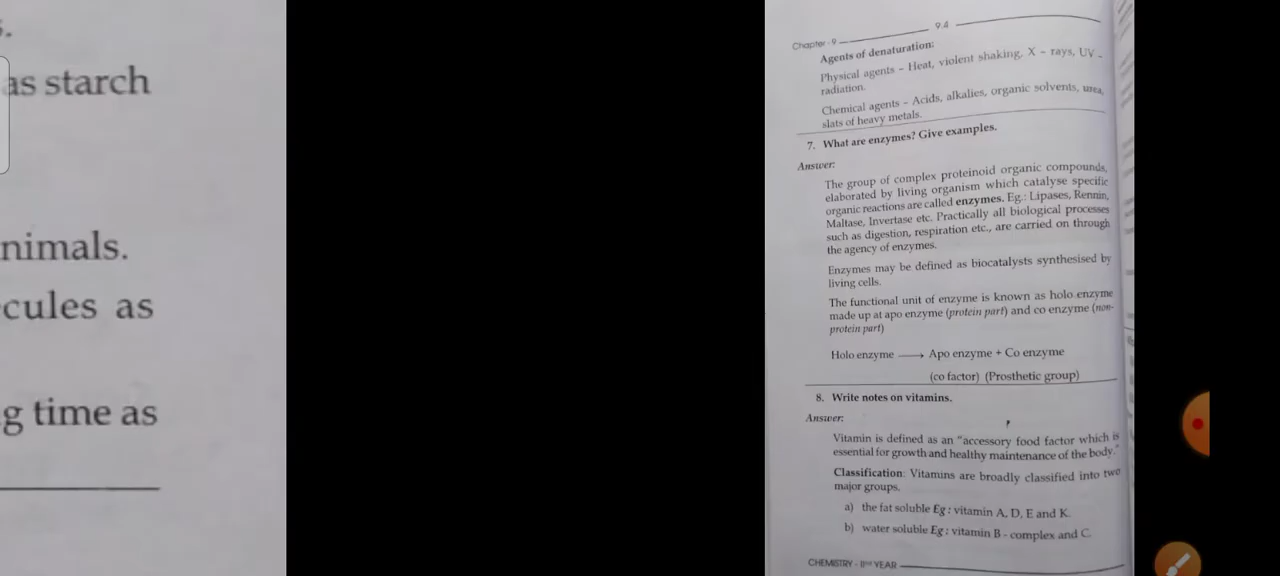 s.
as starch
nimals.
cules as
g time as
Chapter - 9
9.4
Agents of denaturation:
Physical agents – Heat, violent shaking, X – rays, UV –
radiation.
Chemical agents – Acids, alkalies, organic solvents, urea,
slats of heavy metals.
7. What are enzymes? Give examples.
Answer:
The group of complex proteinoid organic compounds,
elaborated by living organism which catalyse specific
organic reactions are called enzymes. Eg.: Lipases, Rennin,
Maltase, Invertase etc. Practically all biological processes
such as digestion, respiration etc., are carried on through
the agency of enzymes.
Enzymes may be defined as biocatalysts synthesised by
living cells.
The functional unit of enzyme is known as holo enzyme
made up at apo enzyme (protein part) and co enzyme (non-
protein part)
Holo enzyme ⟶ Apo enzyme + Co enzyme
(co factor) (Prosthetic group)
8. Write notes on vitamins.
Answer:
Vitamin is defined as an "accessory food factor which is
essential for growth and healthy maintenance of the body."
Classification: Vitamins are broadly classified into two
major groups.
a) the fat soluble Eg : vitamin A, D, E and K.
b) water soluble Eg : vitamin B - complex and C.
CHEMISTRY - IIND YEAR